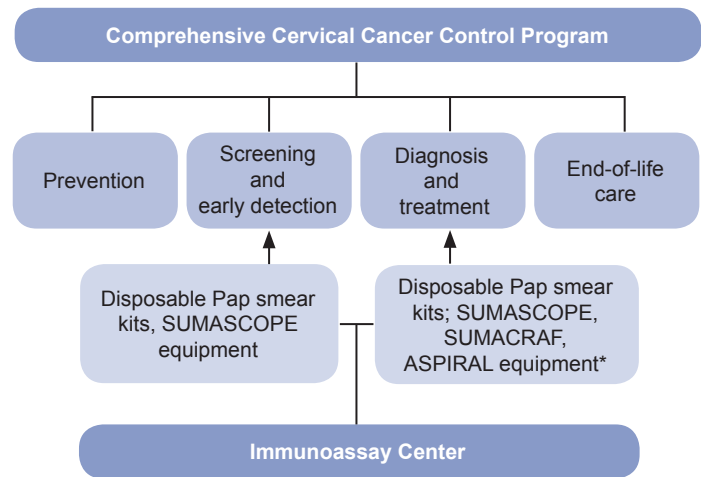 Comprehensive Cervical Cancer Control Program
Prevention
Screening
and
early detection
Diagnosis
and
treatment
End-of-life
care
Disposable Pap smear
kits, SUMASCOPE
equipment
Disposable Pap smear
kits; SUMASCOPE,
SUMACRAF,
ASPIRAL equipment*
Immunoassay Center